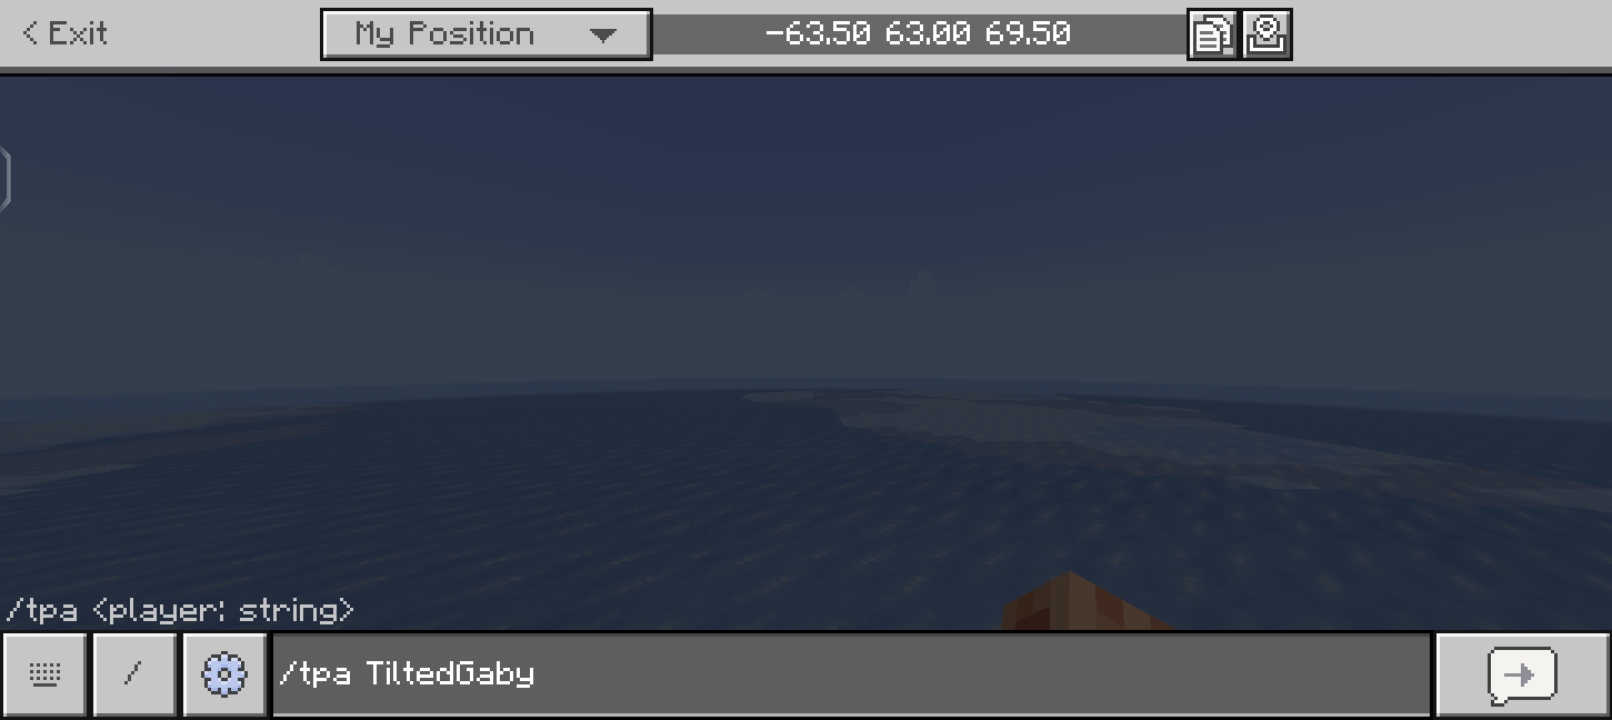 < Exit
My Position
-63.50 63.00 69.50
/tpa <player: string>
/
/tpa TiltedGaby